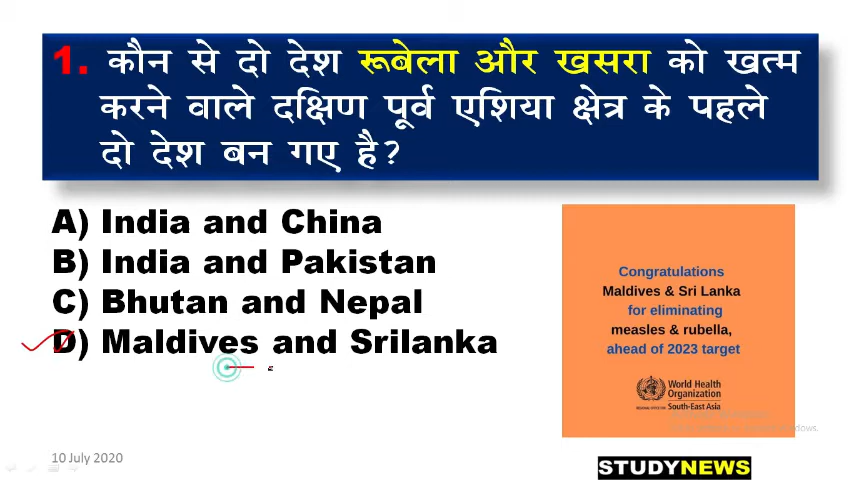 1. कौन से दो देश रूबेला और खसरा को खत्म
करने वाले दक्षिण पूर्व एशिया क्षेत्र के पहले
दो देश बन गए है?
A) India and China
B) India and Pakistan
C) Bhutan and Nepal
D) Maldives and Srilanka
Congratulations
Maldives & Sri Lanka
for eliminating
measles & rubella,
ahead of 2023 target
World Health
Organization
South-East Asia
10 July 2020
STUDYNEWS